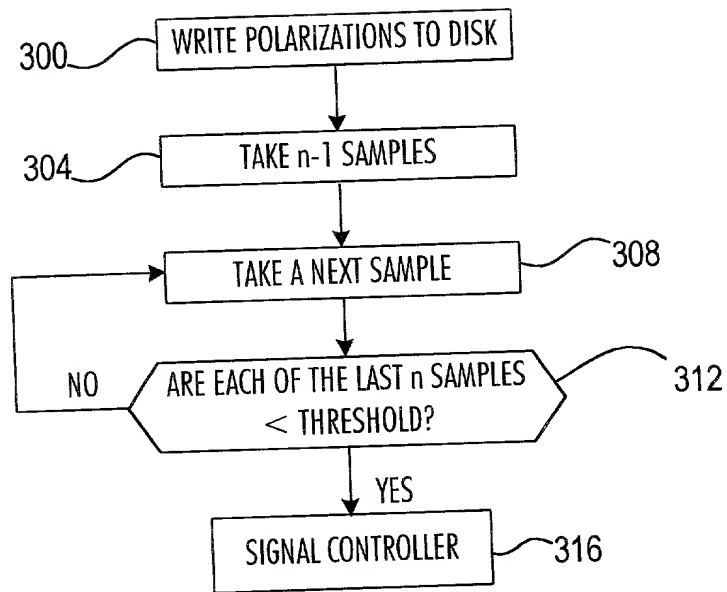 WRITE POLARIZATIONS TO DISK
300
TAKE n-1 SAMPLES
304
TAKE A NEXT SAMPLE
308
NO
ARE EACH OF THE LAST n SAMPLES
< THRESHOLD?
312
YES
SIGNAL CONTROLLER
316